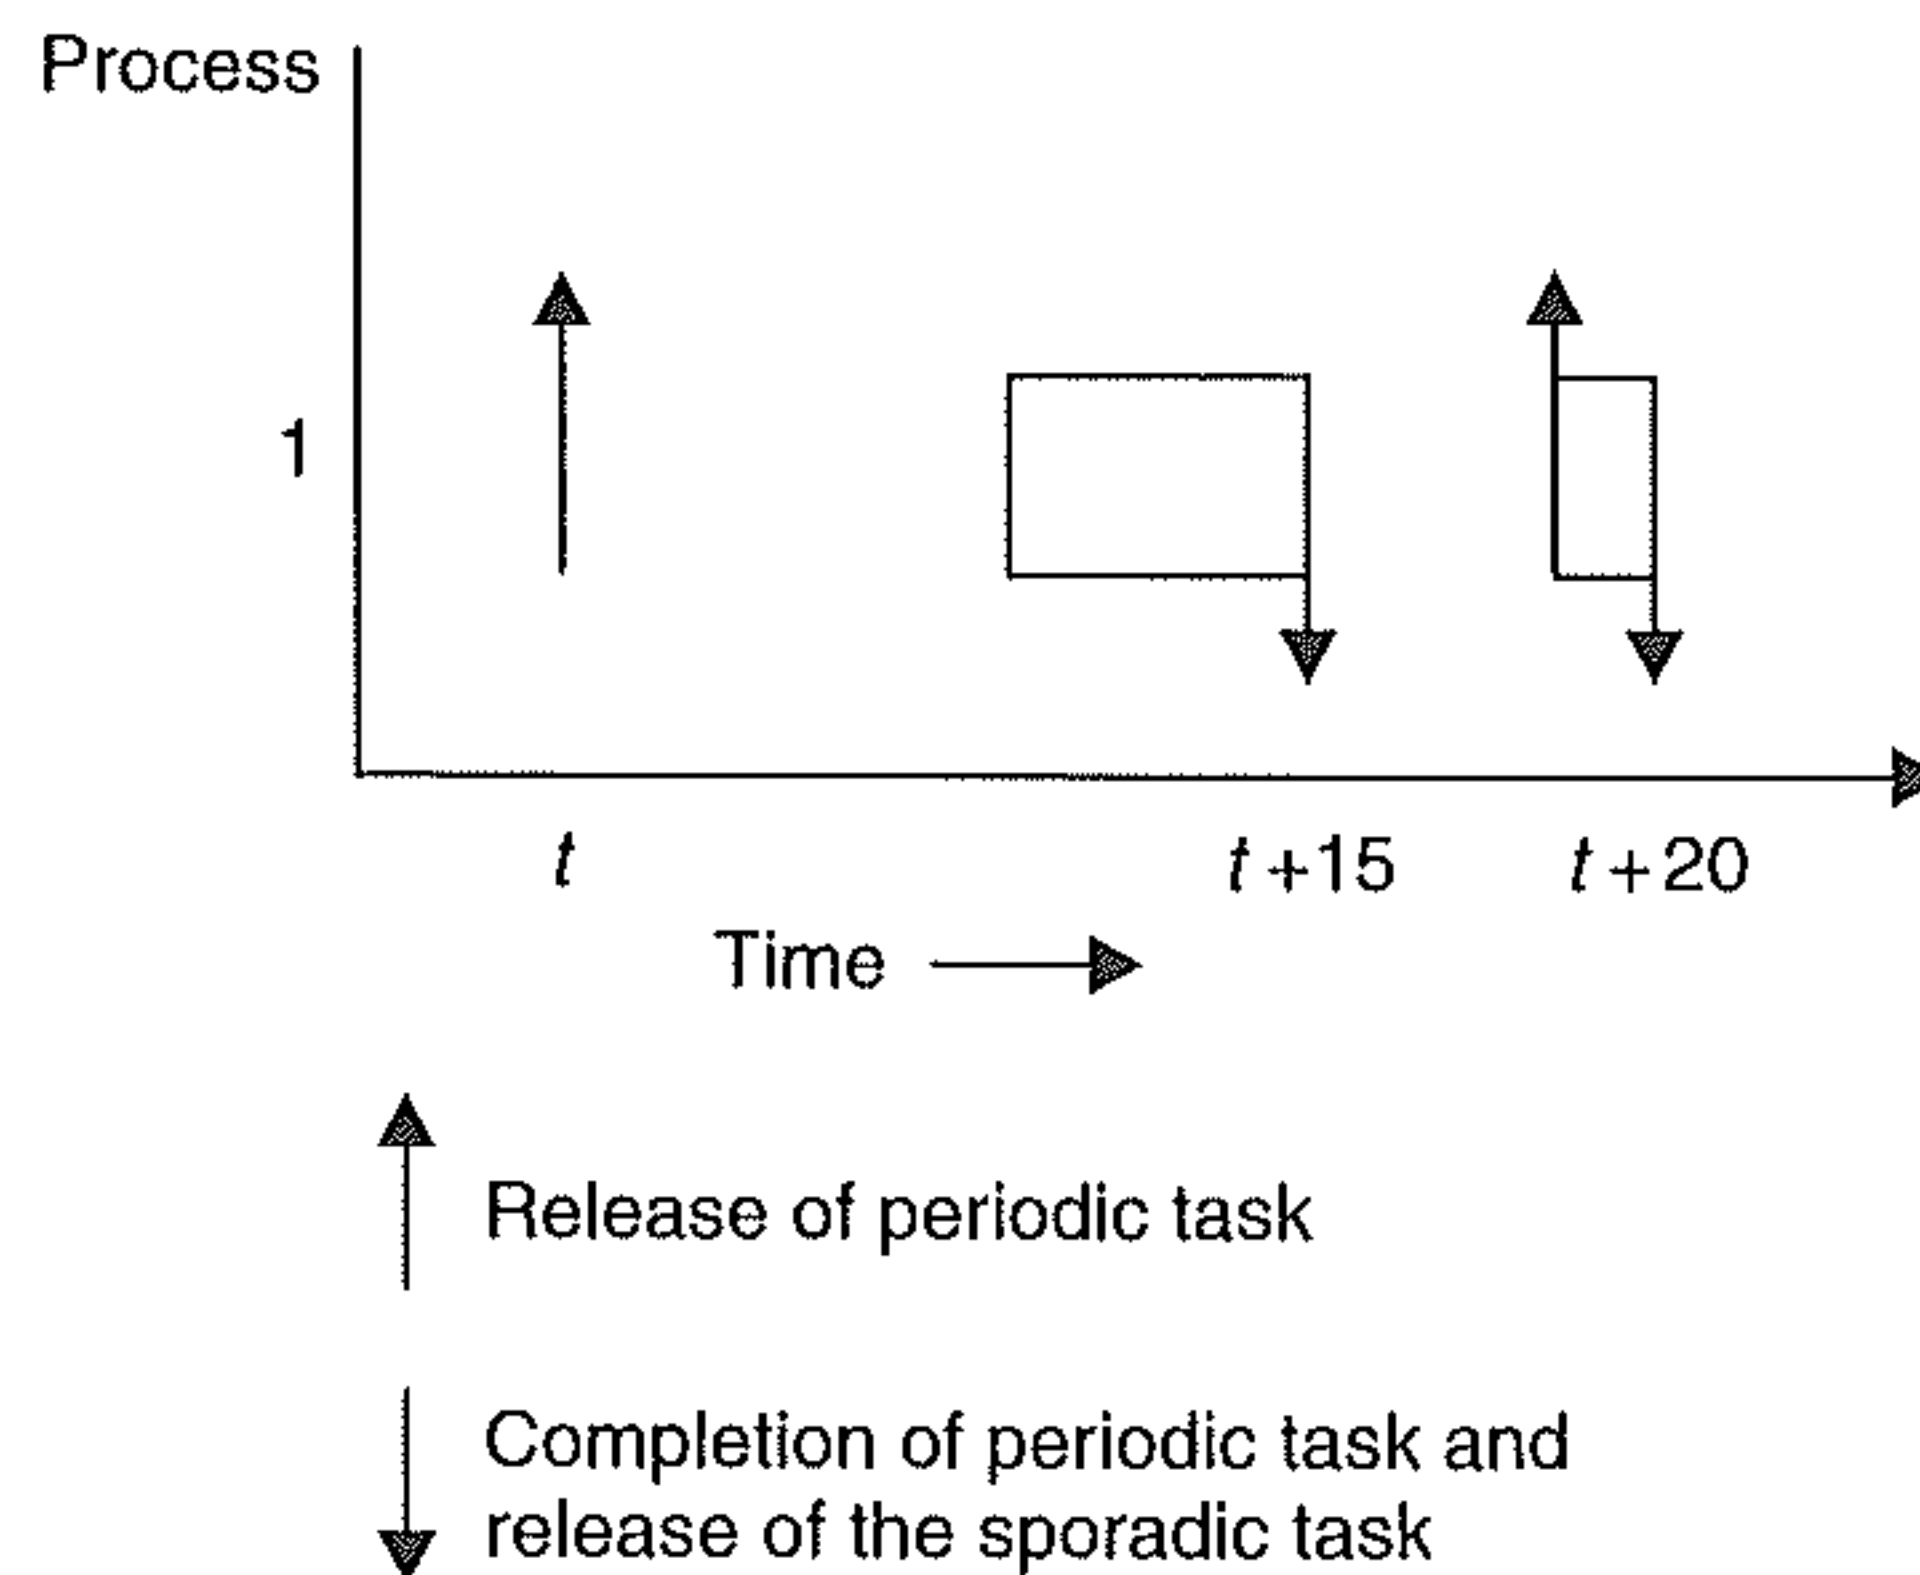 Process
1
t
t+15
t+20
Time
Release of periodic task
Completion of periodic task and
release of the sporadic task